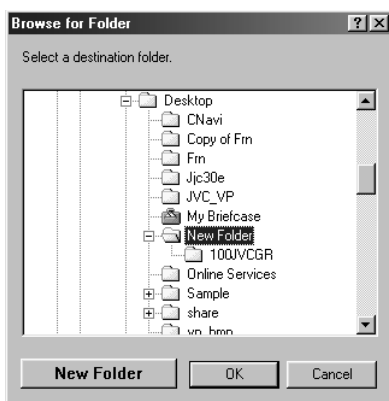 Browse for Folder
Select a destination folder.
Desktop
CNavi
Copy of Frn
Frn
Jjc30e
JVC_VP
My Briefcase
New Folder
100JVCGR
Online Services
Sample
share
New Folder OK Cancel